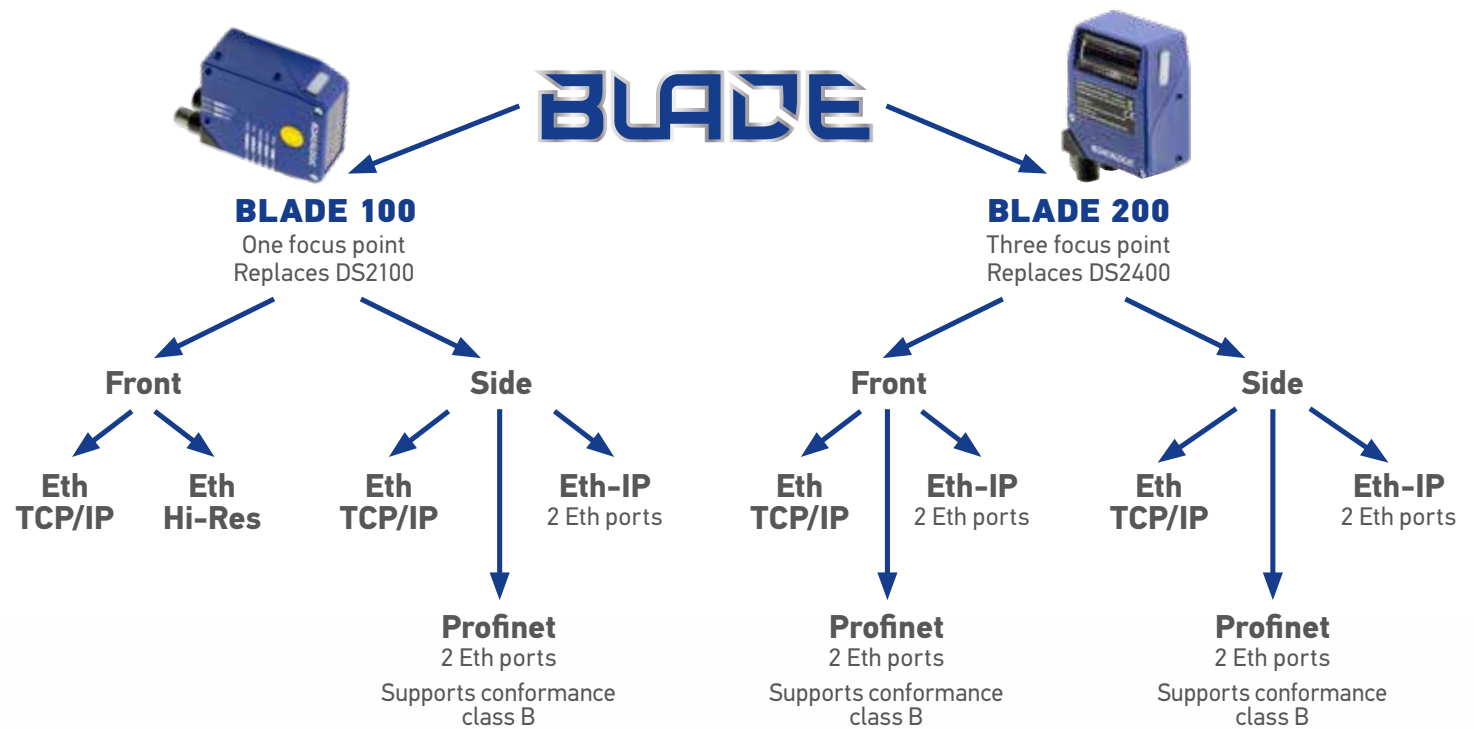 BLADE
BLADE 100
One focus point
Replaces DS2100
BLADE 200
Three focus point
Replaces DS2400
Front
Side
Front
Side
Eth
TCP/IP
Eth
Hi-Res
Eth
TCP/IP
Eth-IP
2 Eth ports
Eth
TCP/IP
Eth-IP
2 Eth ports
Eth
TCP/IP
Eth-IP
2 Eth ports
Profinet
2 Eth ports
Supports conformance
class B
Profinet
2 Eth ports
Supports conformance
class B
Profinet
2 Eth ports
Supports conformance
class B